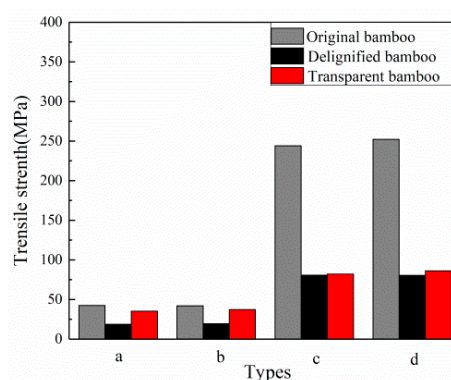 400
350
300
250
200
150
100
50
0
Trensile strenth(MPa)
Original bamboo
Delignified bamboo
Transparent bamboo
a b c d
Types